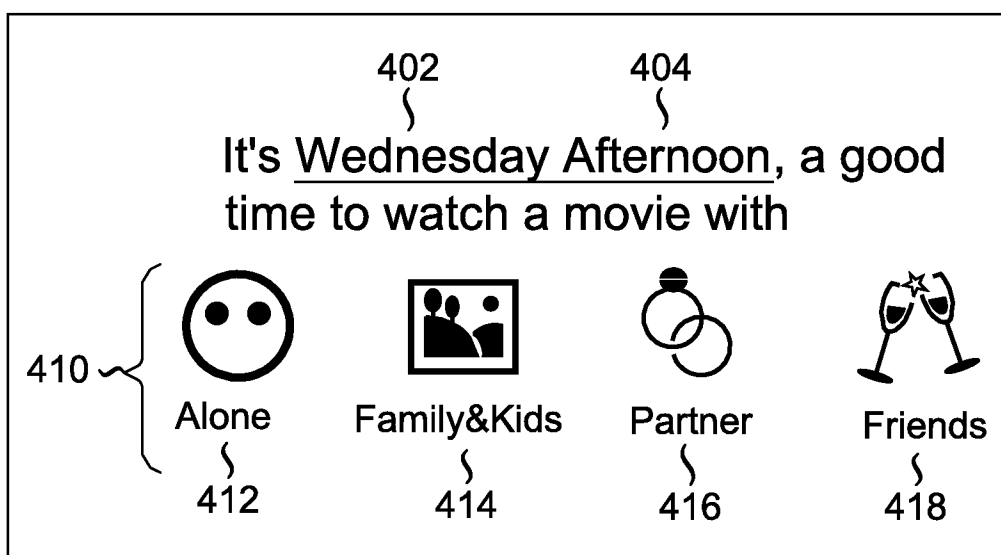 402 404
It's Wednesday Afternoon, a good
time to watch a movie with
410
Alone Family&Kids Partner Friends
412 414 416 418